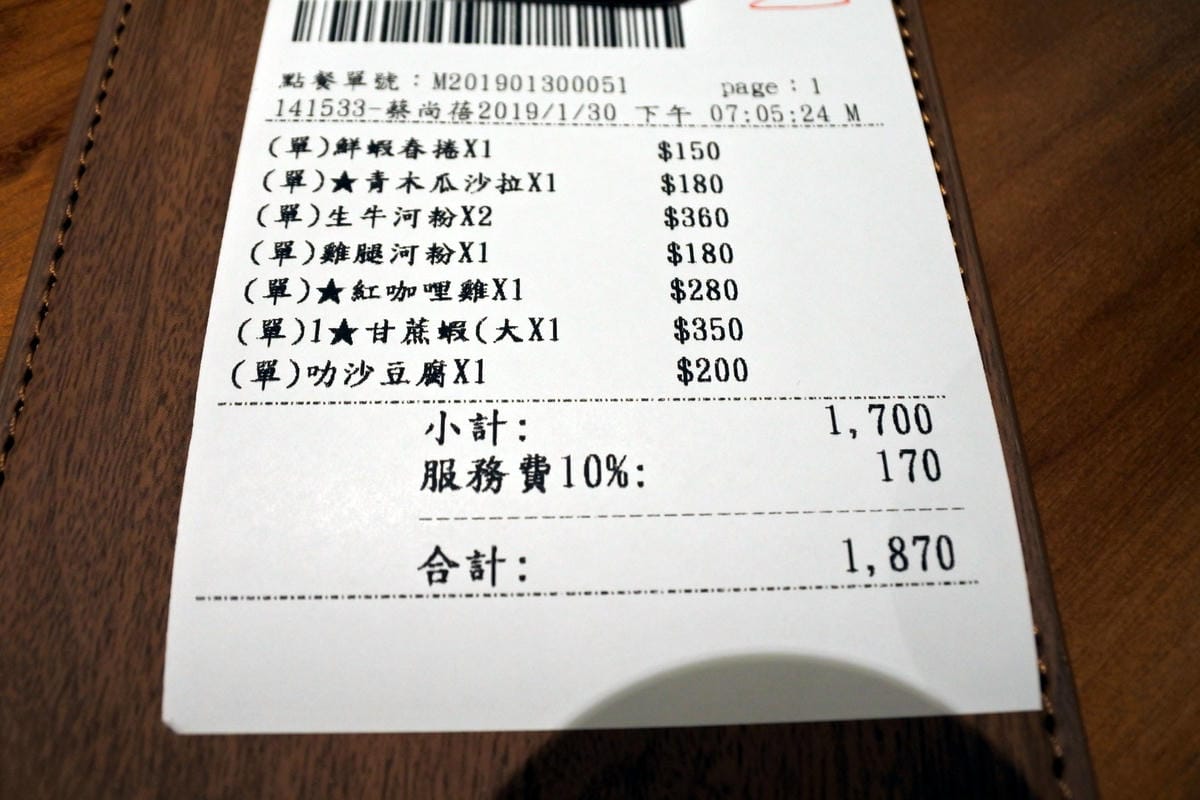 點餐單號：M201901300051 page：1
141533-蔡尚蓓2019/1/30 下午 07:05:24 M
(單)鮮蝦春捲X1 $150
(單)★青木瓜沙拉X1 $180
(單)生牛河粉X2 $360
(單)雞腿河粉X1 $180
(單)★紅咖哩雞X1 $280
(單)1★甘蔗蝦(大X1 $350
(單)叻沙豆腐X1 $200
小計: 1,700
服務費10%: 170
合計: 1,870